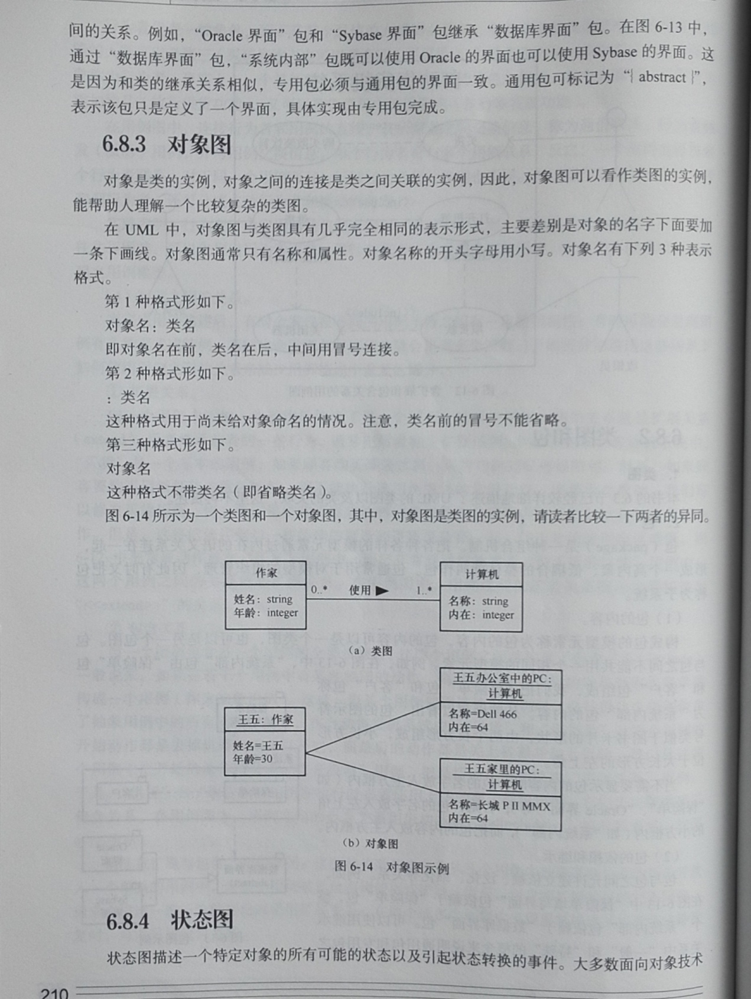 间的关系。例如，“Oracle 界面”包和“Sybase 界面”包继承“数据库界面”包。在图 6-13 中，
通过“数据库界面”包，“系统内部”包既可以使用 Oracle 的界面也可以使用 Sybase 的界面。这
是因为和类的继承关系相似，专用包必须与通用包的界面一致。通用包可标记为“{ abstract }”，
表示该包只是定义了一个界面，具体实现由专用包完成。
6.8.3 对象图
对象是类的实例，对象之间的连接是类之间关联的实例，因此，对象图可以看作类图的实例，
能帮助人理解一个比较复杂的类图。
在 UML 中，对象图与类图具有几乎完全相同的表示形式，主要差别是对象的名字下面要加
一条下画线。对象图通常只有名称和属性。对象名称的开头字母用小写。对象名有下列 3 种表示
格式。
第 1 种格式形如下。
对象名：类名
即对象名在前，类名在后，中间用冒号连接。
第 2 种格式形如下。
：类名
这种格式用于尚未给对象命名的情况。注意，类名前的冒号不能省略。
第三种格式形如下。
对象名
这种格式不带类名（即省略类名）。
图 6-14 所示为一个类图和一个对象图，其中，对象图是类图的实例，请读者比较一下两者的异同。
作家
姓名：string
年龄：integer
0..* 使用 ▶ 1..*
计算机
名称：string
内在：integer
（a）类图
王五：作家
姓名=王五
年龄=30
王五办公室中的PC：
计算机
名称=Dell 466
内在=64
王五家里的PC：
计算机
名称=长城 P II MMX
内在=64
（b）对象图
图 6-14 对象图示例
6.8.4 状态图
状态图描述一个特定对象的所有可能的状态以及引起状态转换的事件。大多数面向对象技术
210